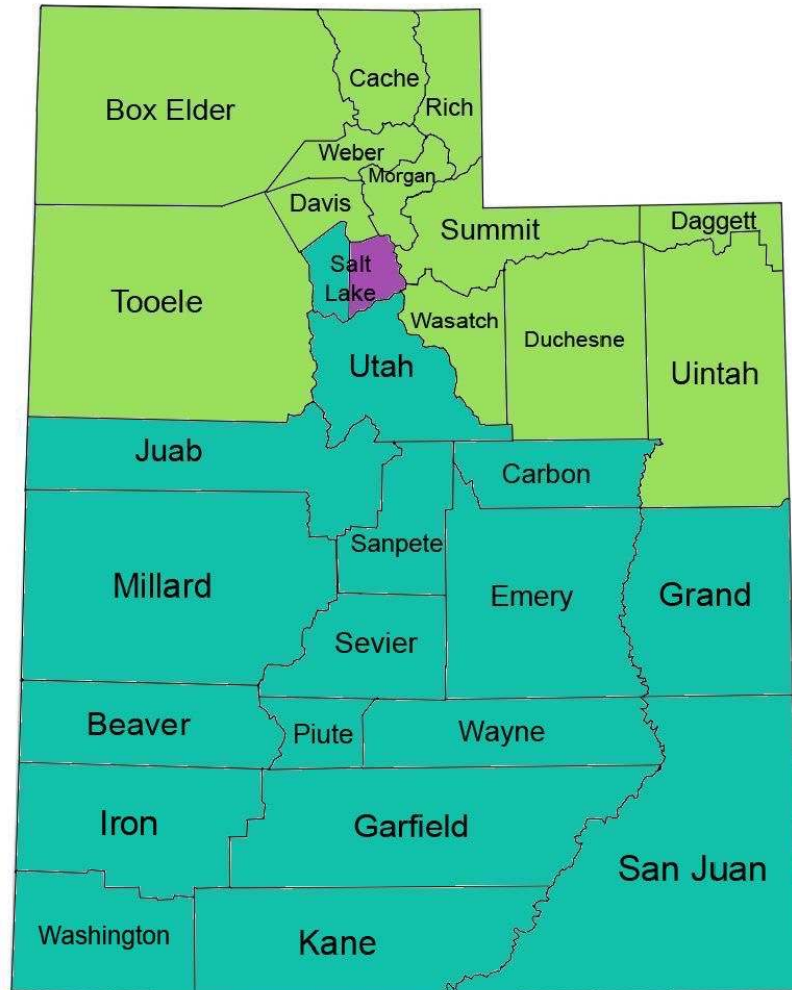 Cache
Box Elder
Rich
Weber
Morgan
Davis
Summit
Daggett
Salt
Lake
Tooele
Wasatch
Duchesne
Utah
Uintah
Juab
Carbon
Sanpete
Millard
Emery
Grand
Sevier
Beaver
Piute
Wayne
Iron
Garfield
San Juan
Washington
Kane